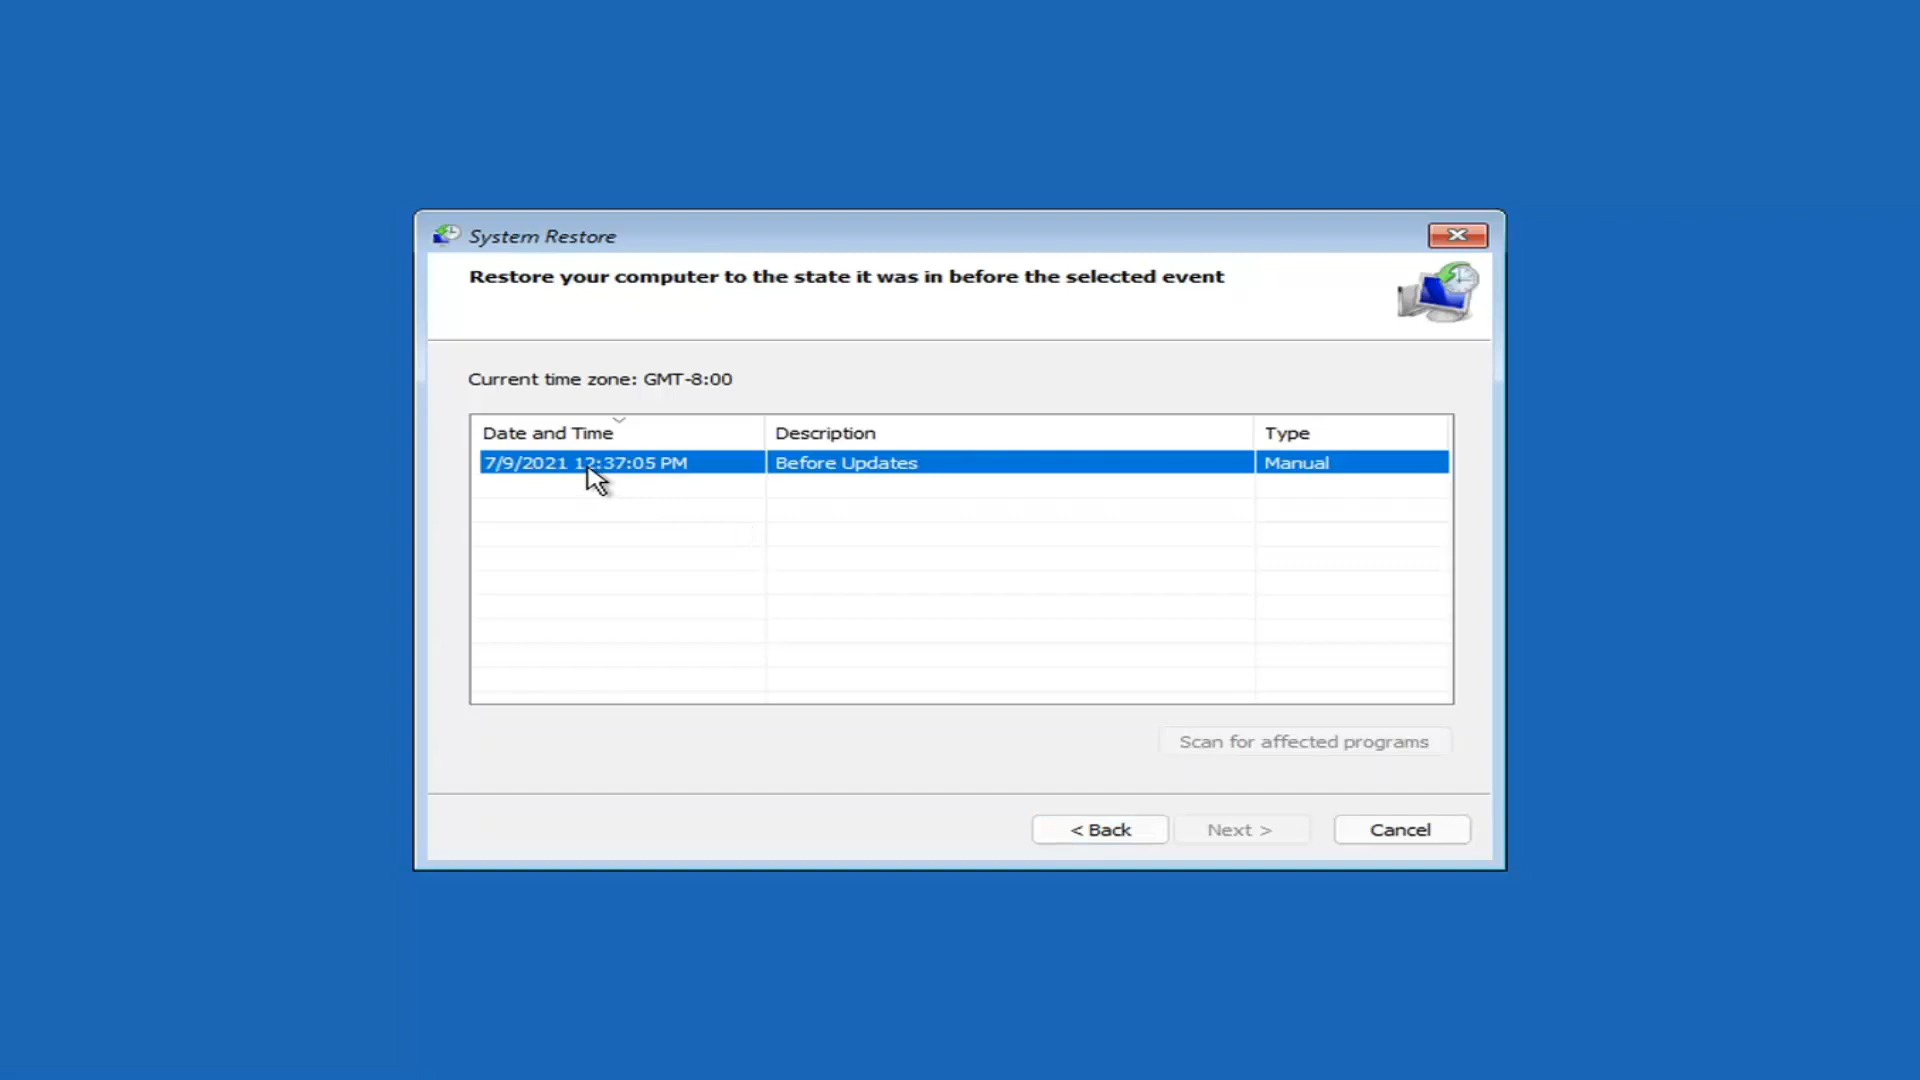 System Restore
Restore your computer to the state it was in before the selected event
Current time zone: GMT-8:00
Date and Time Description Type
7/9/2021 12:37:05 PM Before Updates Manual
Scan for affected programs
< Back Next > Cancel